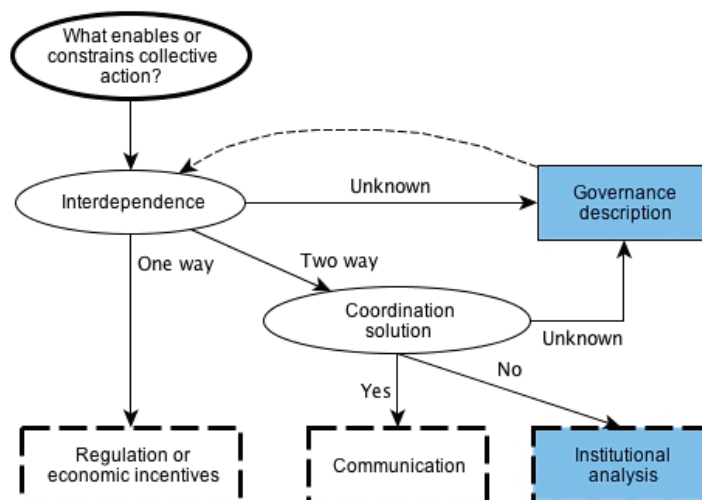 What enables or
constrains collective
action?
Interdependence
Unknown
Governance
description
One way
Two way
Coordination
solution
Unknown
No
Yes
Regulation or
economic incentives
Communication
Institutional
analysis